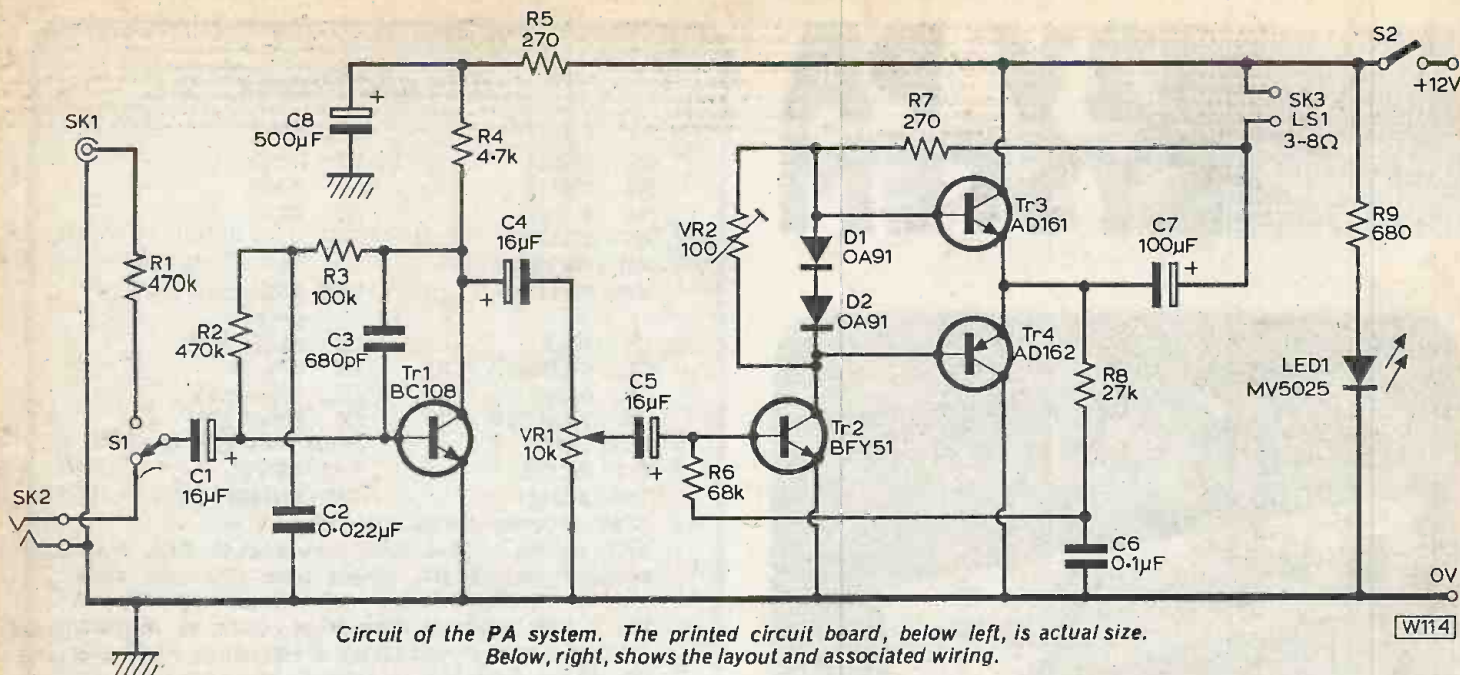 R5
270
S2
+12V
SK1
C8
500µF
+
R4
4·7k
R7
270
SK3
LS1
3-8Ω
R1
470k
R3
100k
C4
16µF
+
VR2
100
D1
OA91
Tr3
AD161
C7
100µF
+
R9
680
R2
470k
C3
680pF
D2
OA91
Tr4
AD162
Tr1
BC108
C5
16µF
+
R8
27k
LED1
MV5025
S1
C1
16µF
+
VR1
10k
R6
68k
Tr2
BFY51
SK2
C2
0·022µF
C6
0·1µF
0V
Circuit of the PA system. The printed circuit board, below left, is actual size.
Below, right, shows the layout and associated wiring.
W114